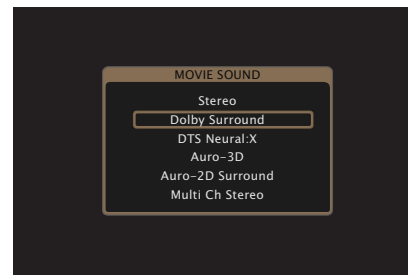 MOVIE SOUND
Stereo
Dolby Surround
DTS Neural:X
Auro-3D
Auro-2D Surround
Multi Ch Stereo